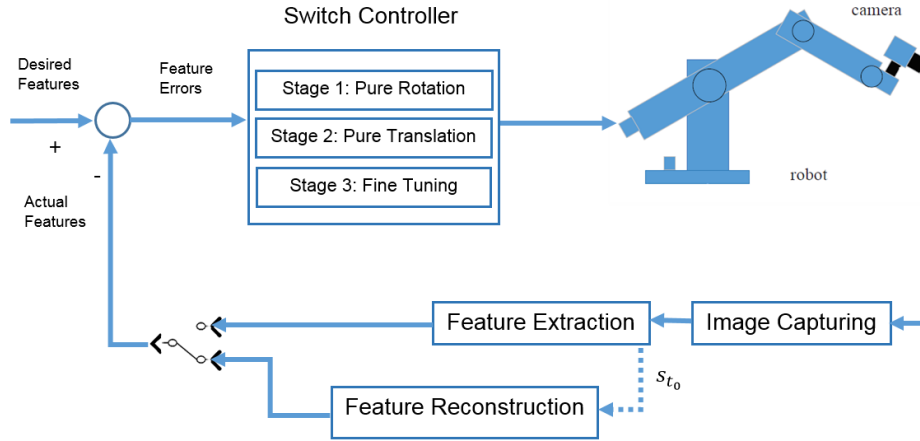 Switch Controller
camera
Desired
Features
Feature
Errors
Stage 1: Pure Rotation
Stage 2: Pure Translation
Stage 3: Fine Tuning
+
-
robot
Actual
Features
Feature Extraction
Image Capturing
s_{t_0}
Feature Reconstruction